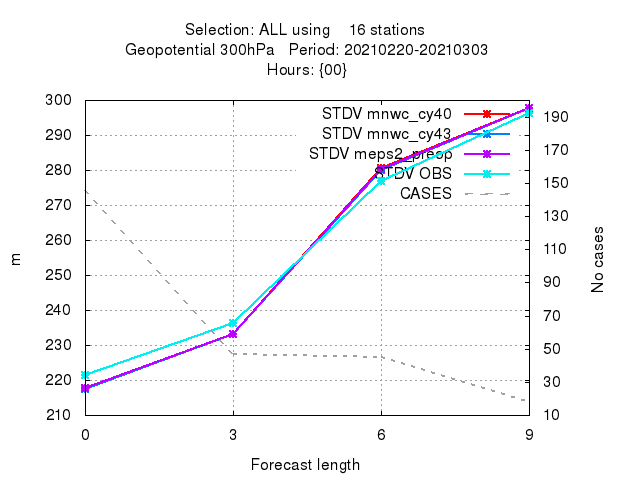 Selection: ALL using    16 stations
Geopotential 300hPa   Period: 20210220-20210303
Hours: {00}
300
290
280
270
260
250
240
230
220
210
190
170
150
130
110
90
70
50
30
10
STDV mnwc_cy40
STDV mnwc_cy43
STDV meps2_preop
STDV OBS
CASES
m
No cases
0 3 6 9
Forecast length